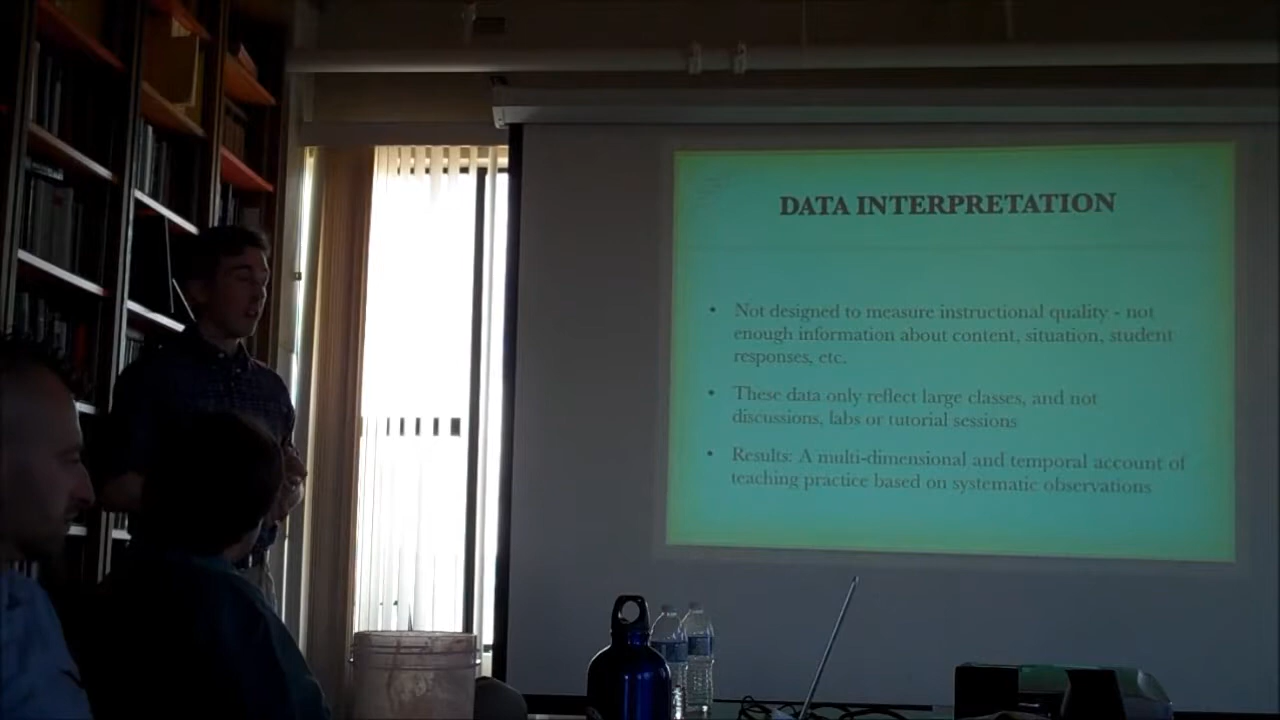 DATA INTERPRETATION
• Not designed to measure instructional quality - not
enough information about content, situation, student
responses, etc.
• These data only reflect large classes, and not
discussions, labs or tutorial sessions
• Results: A multi-dimensional and temporal account of
teaching practice based on systematic observations